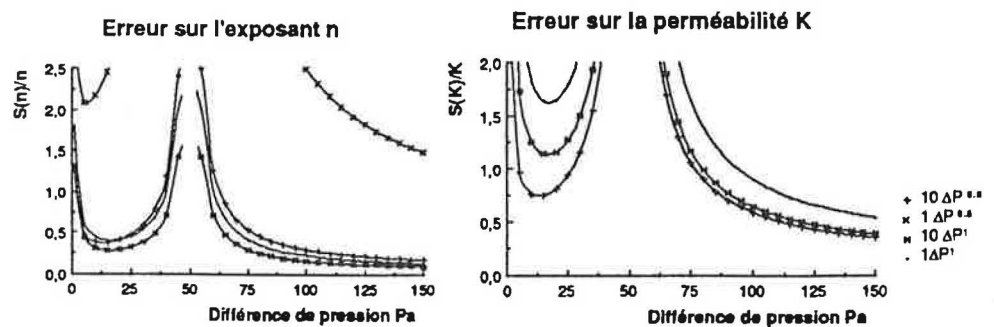 Erreur sur l'exposant n
S(n)/n
2,5
2,0
1,5
1,0
0,5
0,0
0 25 50 75 100 125 150
Différence de pression Pa
Erreur sur la perméabilité K
S(K)/K
2,0
1,5
1,0
0,5
0,0
0 25 50 75 100 125 150
Différence de pression Pa
+ 10 ΔP
× 1 ΔP
¤ 10 ΔP¹
. 1ΔP¹